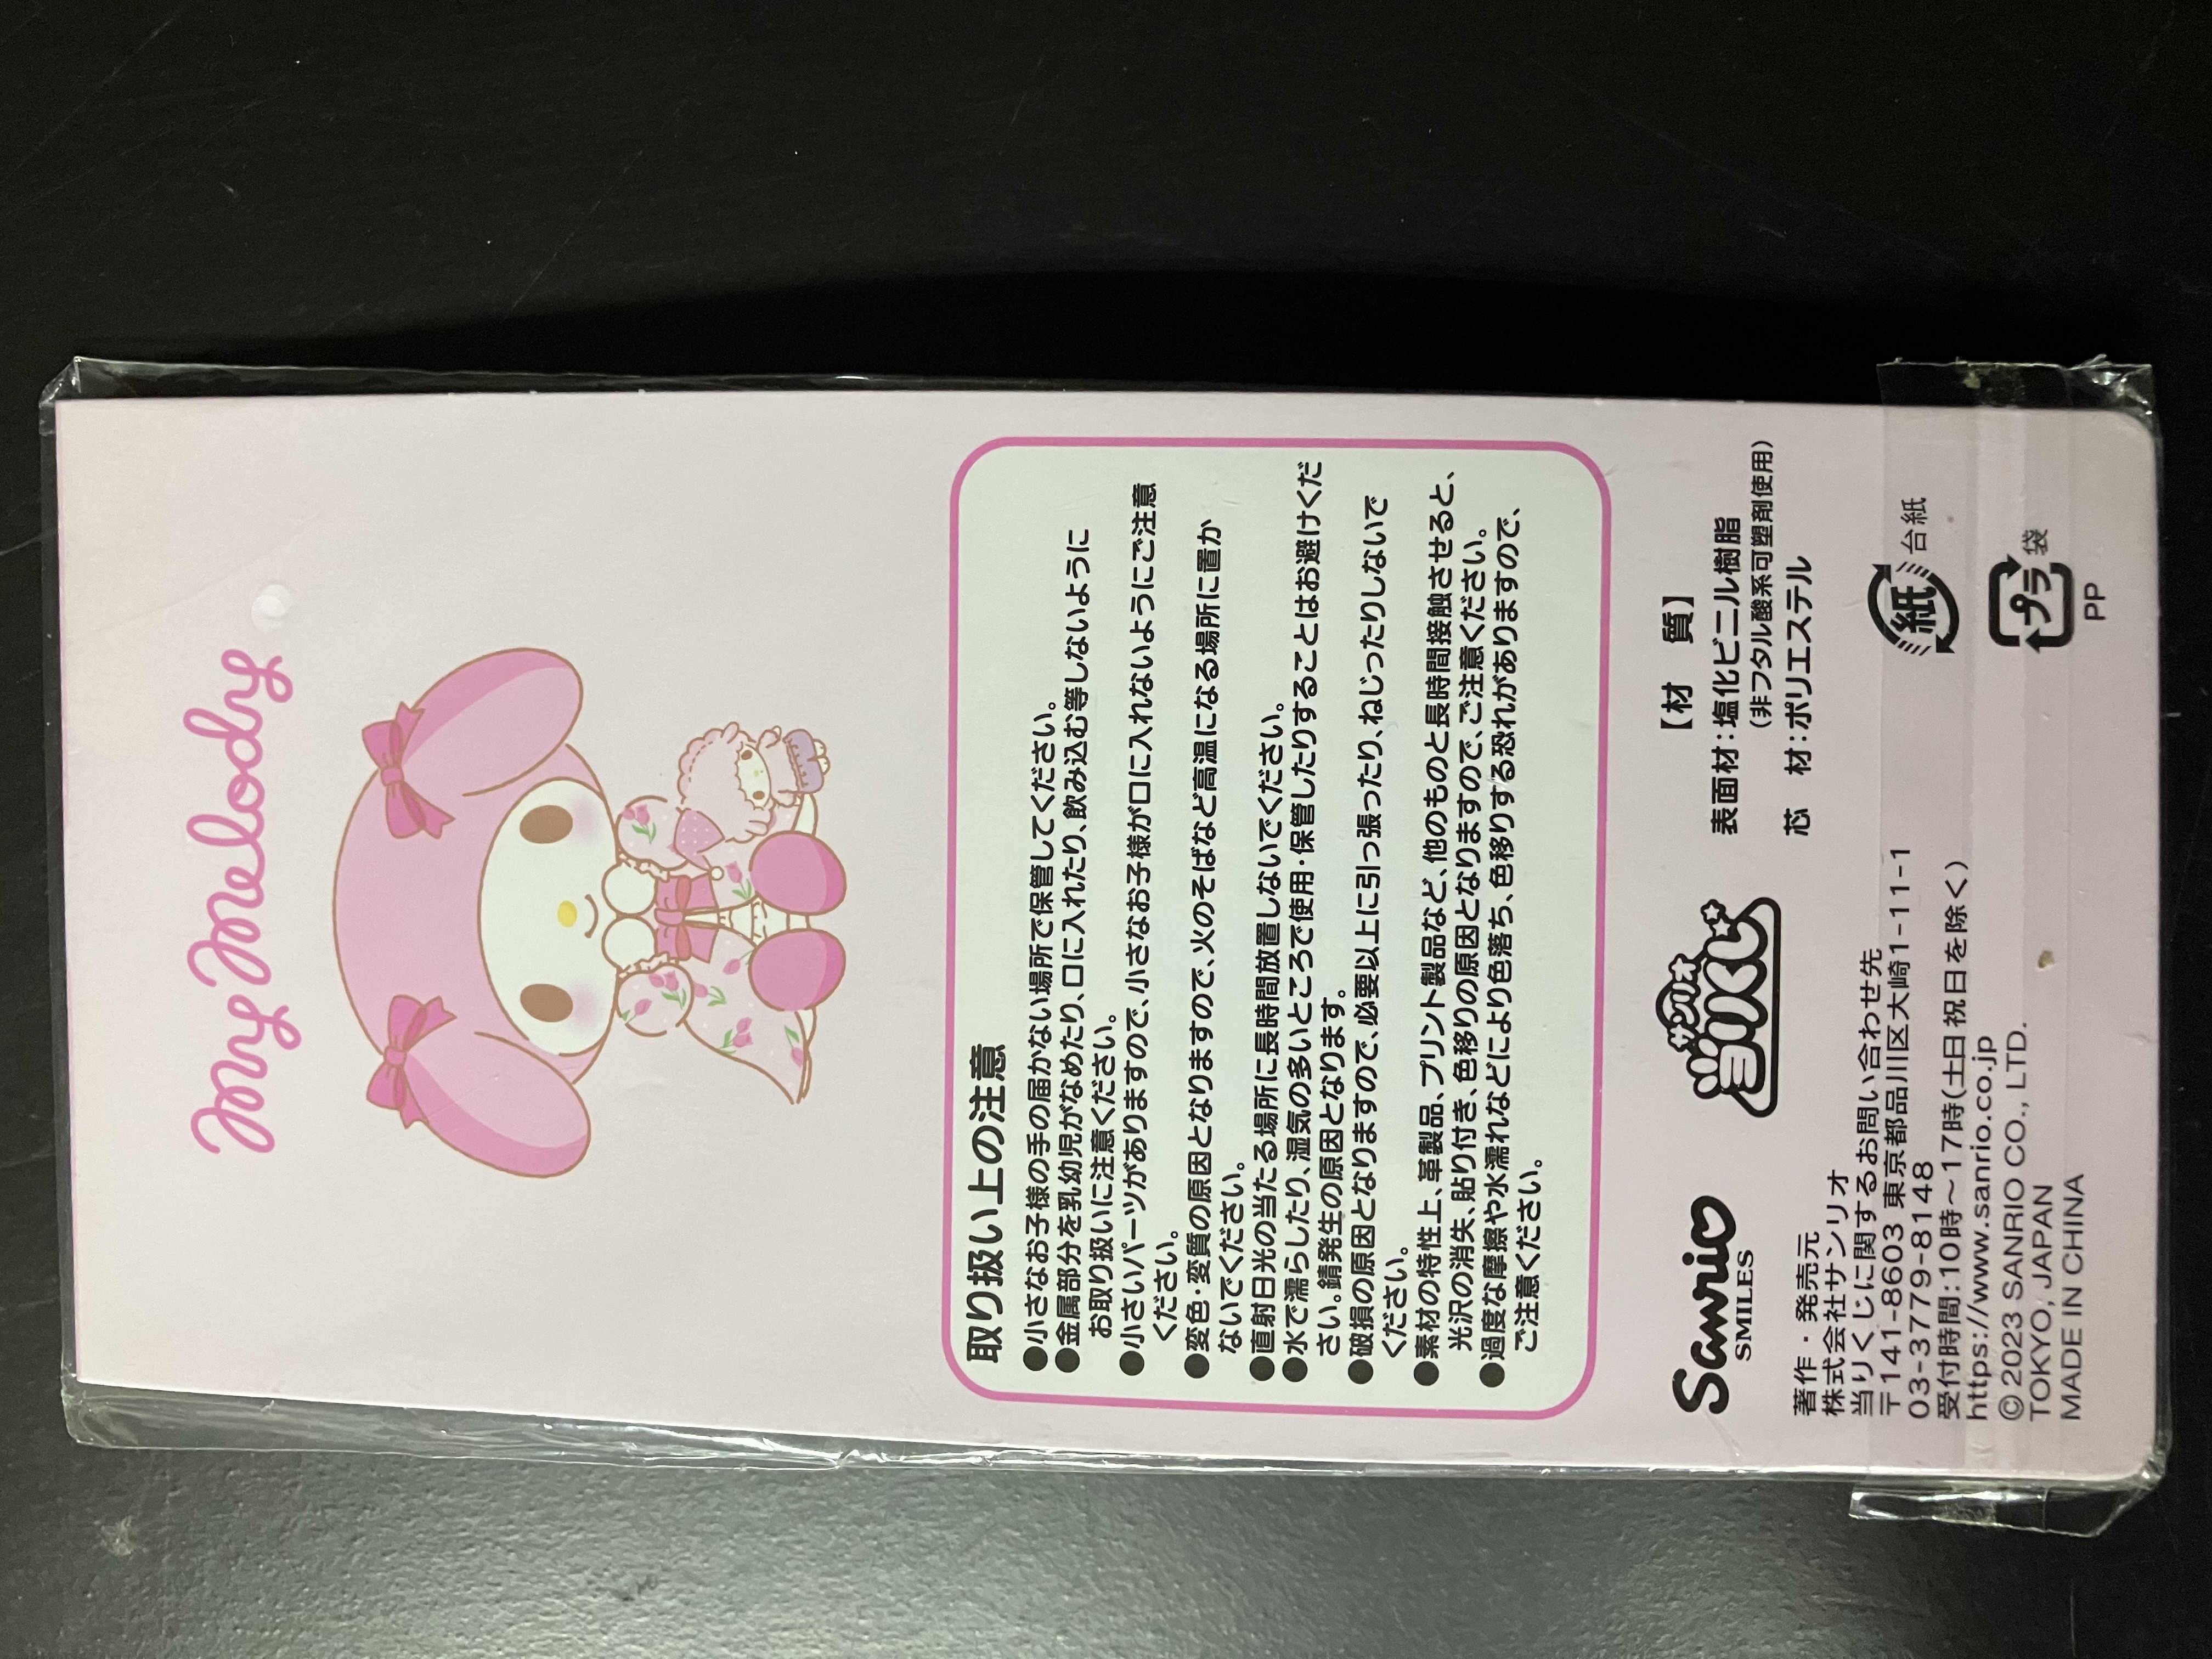 My Melody
取り扱い上の注意
●小さなお子様の手の届かない場所で保管してください。
●金属部分を乳幼児がなめたり、口に入れたり、飲み込む等しないように
お取り扱いに注意ください。
●小さいパーツがありますので、小さなお子様が口に入れないようにご注意
ください。
●変色・変質の原因となりますので、火のそばなど高温になる場所に置か
ないでください。
●直射日光の当たる場所に長時間放置しないでください。
●水で濡らしたり、湿気の多いところで使用・保管したりすることはお避けくだ
さい。錆発生の原因となります。
●破損の原因となりますので、必要以上に引っ張ったり、ねじったりしないで
ください。
●素材の特性上、革製品、プリント製品など、他のものと長時間接触させると、
光沢の消失、貼り付き、色移りの原因となりますので、ご注意ください。
●過度な摩擦や水濡れなどにより色落ち、色移りする恐れがありますので、
ご注意ください。
Sanrio
SMILES
サンリオ
当りくじ
【材 質】
表面材：塩化ビニル樹脂
（非フタル酸系可塑剤使用）
芯 材：ポリエステル
著作・発売元
株式会社サンリオ
当りくじに関するお問い合わせ先
〒141-8603 東京都品川区大崎1-11-1
03-3779-8148
受付時間：10時～17時（土日祝日を除く）
https://www.sanrio.co.jp
©2023 SANRIO CO., LTD.
TOKYO, JAPAN
MADE IN CHINA
紙 台紙
プラ 袋
PP